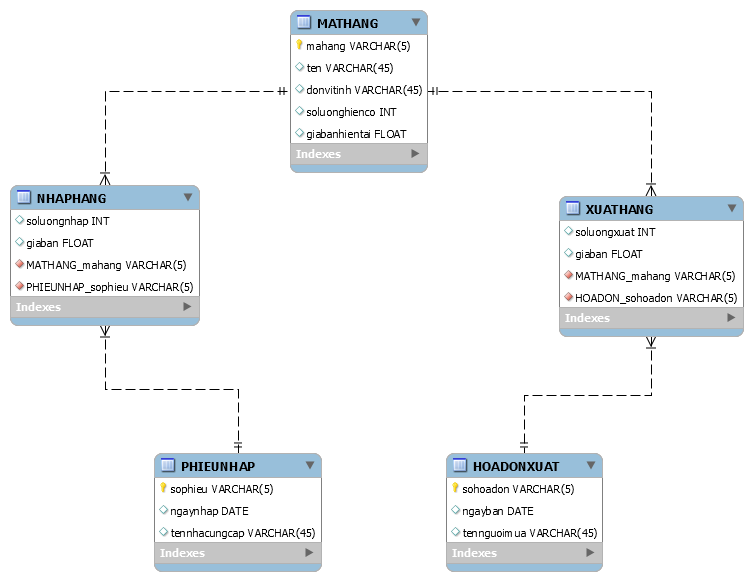 MATHANG
mahang VARCHAR(5)
ten VARCHAR(45)
donvitinh VARCHAR(45)
soluonghienco INT
giabanhientai FLOAT
Indexes
NHAPHANG
soluongnhap INT
giaban FLOAT
MATHANG_mahang VARCHAR(5)
PHIEUNHAP_sophieu VARCHAR(5)
Indexes
XUATHANG
soluongxuat INT
giaban FLOAT
MATHANG_mahang VARCHAR(5)
HOADON_sohoadon VARCHAR(5)
Indexes
PHIEUNHAP
sophieu VARCHAR(5)
ngaynhap DATE
tennhacungcap VARCHAR(45)
Indexes
HOADONXUAT
sohoadon VARCHAR(5)
ngayban DATE
tennguoimua VARCHAR(45)
Indexes